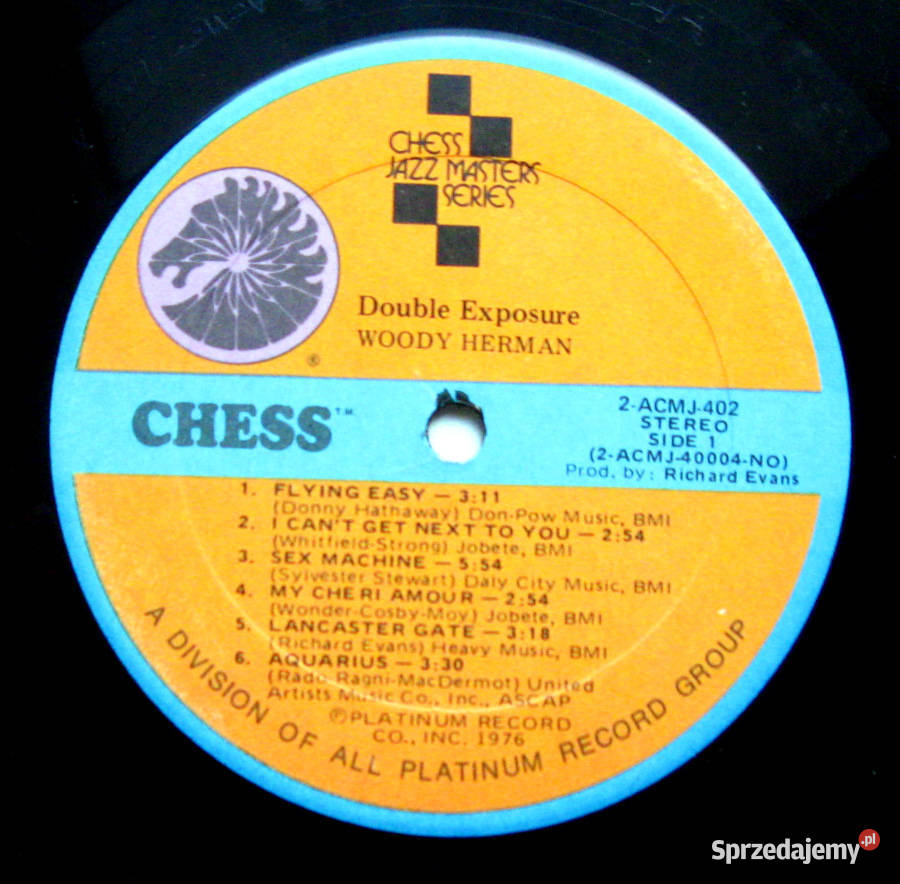 CHESS
JAZZ MASTERS
SERIES
®
Double Exposure
WOODY HERMAN
CHESS™
2-ACMJ-402
STEREO
SIDE 1
(2-ACMJ-40004-NO)
Prod. by: Richard Evans
1. FLYING EASY — 3:11
(Donny Hathaway) Don-Pow Music, BMI
2. I CAN'T GET NEXT TO YOU — 2:54
(Whitfield-Strong) Jobete, BMI
3. SEX MACHINE — 5:54
(Sylvester Stewart) Daly City Music, BMI
4. MY CHERI AMOUR — 2:54
(Wonder-Cosby-Moy) Jobete, BMI
5. LANCASTER GATE — 3:18
(Richard Evans) Heavy Music, BMI
6. AQUARIUS — 3:30
(Rado-Ragni-MacDermot) United
Artists Music Co., Inc., ASCAP
℗PLATINUM RECORD
CO., INC. 1976
A DIVISION OF ALL PLATINUM RECORD GROUP
Sprzedajemy.pl